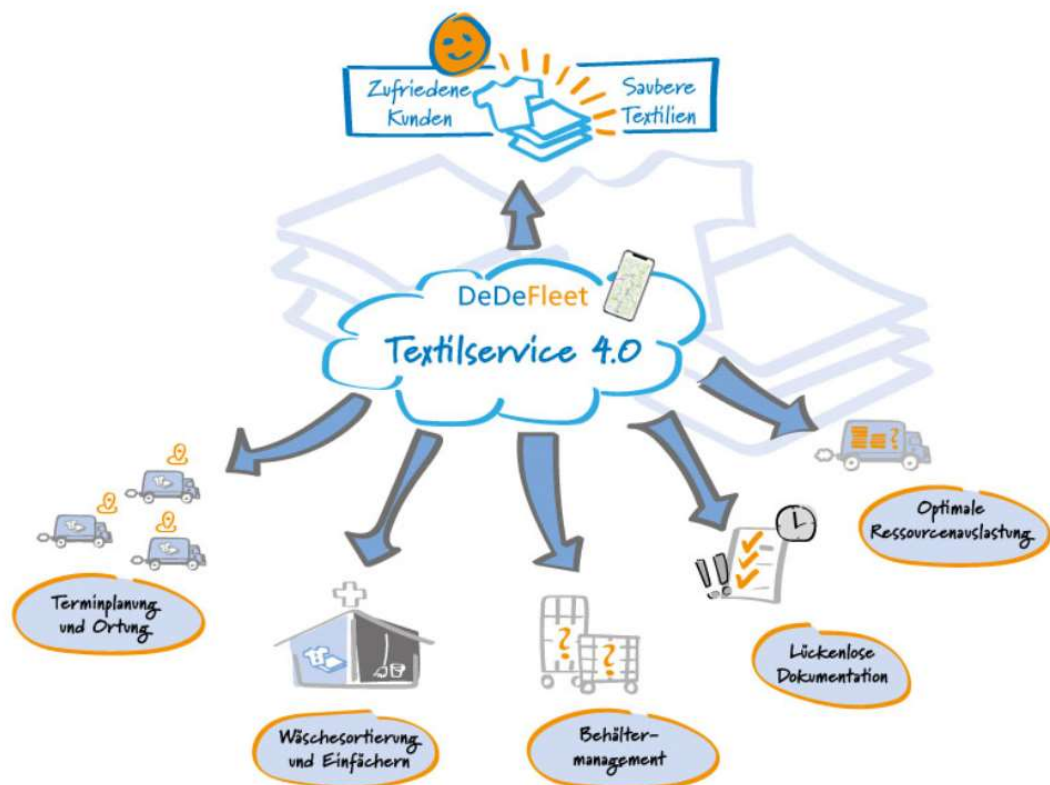 Zufriedene
Kunden
Saubere
Textilien
DeDeFleet
Textilservice 4.0
Terminplanung
und Ortung
Wäschesortierung
und Einfächern
Behälter-
management
Lückenlose
Dokumentation
Optimale
Ressourcenauslastung